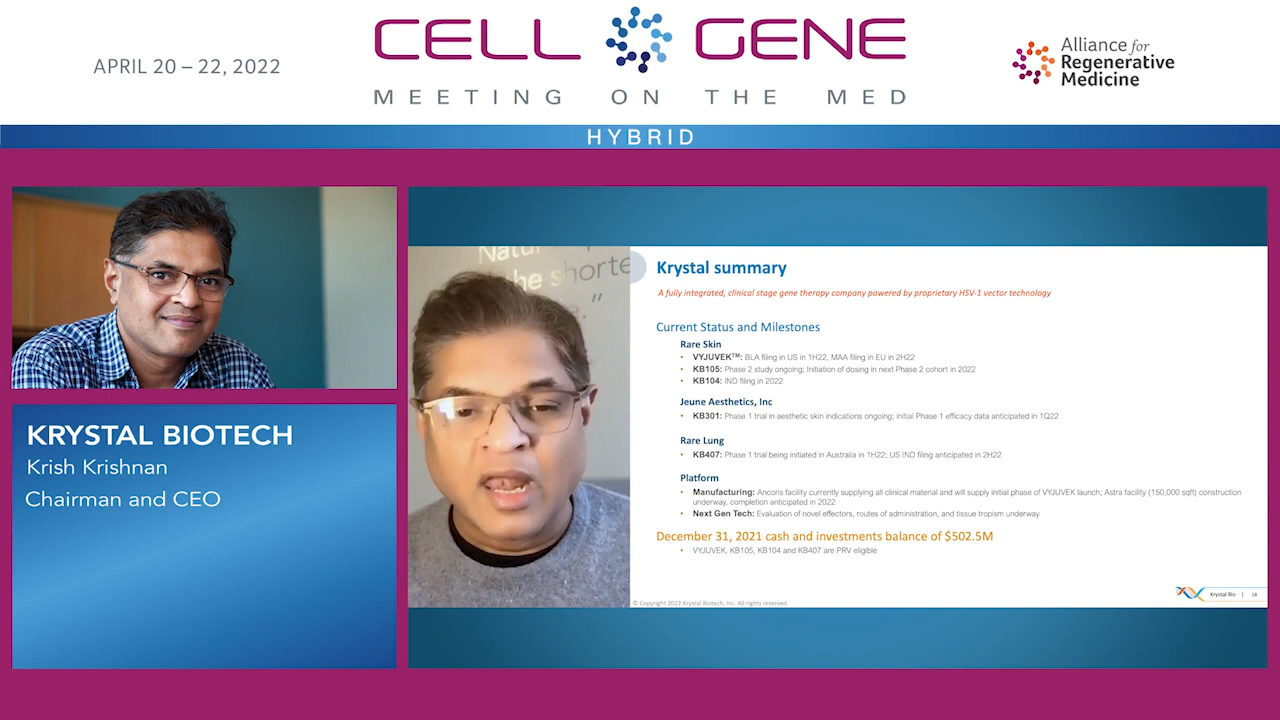 APRIL 20 – 22, 2022
CELL GENE
MEETING ON THE MED
Alliance for
Regenerative
Medicine
HYBRID
KRYSTAL BIOTECH
Krish Krishnan
Chairman and CEO
the shorte
Krystal summary
A fully integrated, clinical stage gene therapy company powered by proprietary HSV-1 vector technology
Current Status and Milestones
Rare Skin
• VYJUVEK™: BLA filing in US in 1H22, MAA filing in EU in 2H22
• KB105: Phase 2 study ongoing; Initiation of dosing in next Phase 2 cohort in 2022
• KB104: IND filing in 2022
Jeune Aesthetics, Inc
• KB301: Phase 1 trial in aesthetic skin indications ongoing; initial Phase 1 efficacy data anticipated in 1Q22
Rare Lung
• KB407: Phase 1 trial being initiated in Australia in 1H22; US IND filing anticipated in 2H22
Platform
• Manufacturing: Ancoris facility currently supplying all clinical material and will supply initial phase of VYJUVEK launch; Astra facility (150,000 sqft) construction
underway, completion anticipated in 2022
• Next Gen Tech: Evaluation of novel effectors, routes of administration, and tissue tropism underway
December 31, 2021 cash and investments balance of $502.5M
• VYJUVEK, KB105, KB104 and KB407 are PRV eligible
© Copyright 2022 Krystal Biotech, Inc. All rights reserved.
Krystal Bio | 18